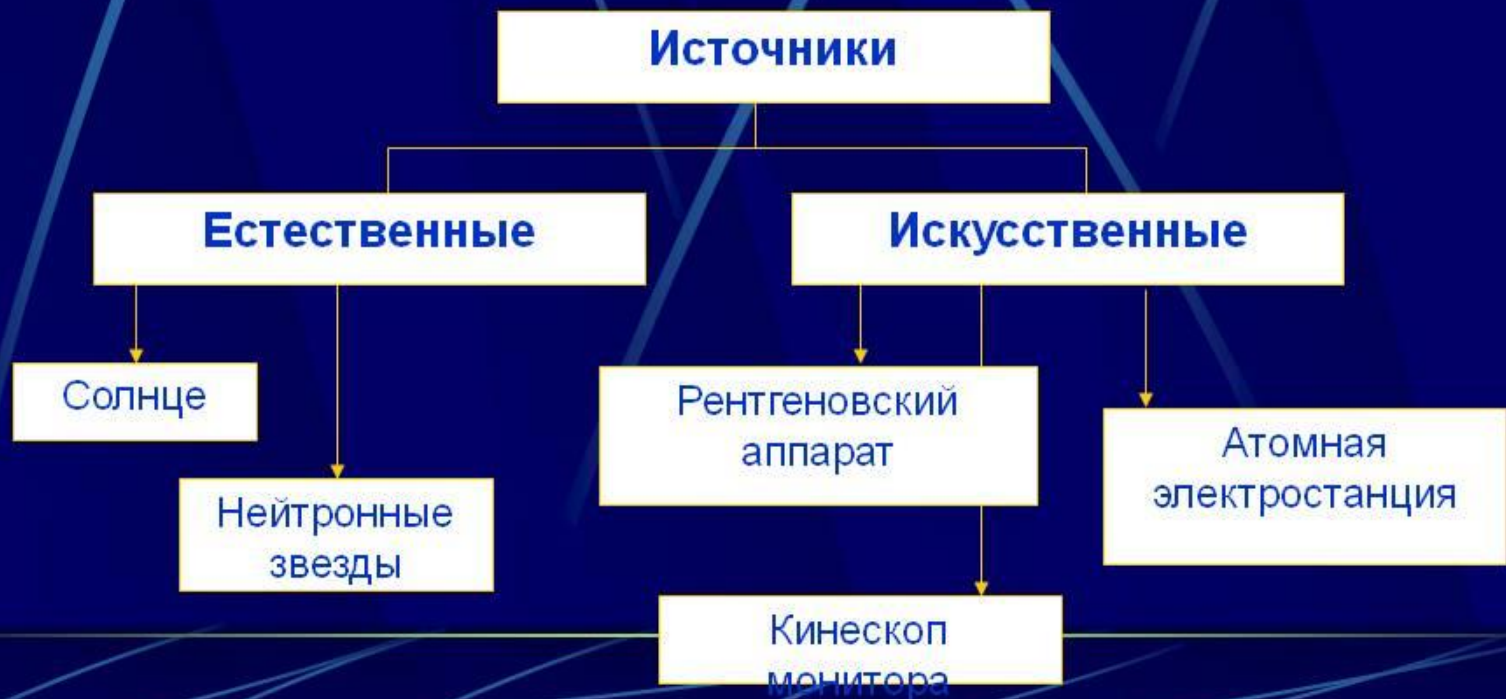 Источники
Естественные
Искусственные
Солнце
Нейтронные
звезды
Рентгеновский
аппарат
Атомная
электростанция
Кинескоп
монитора